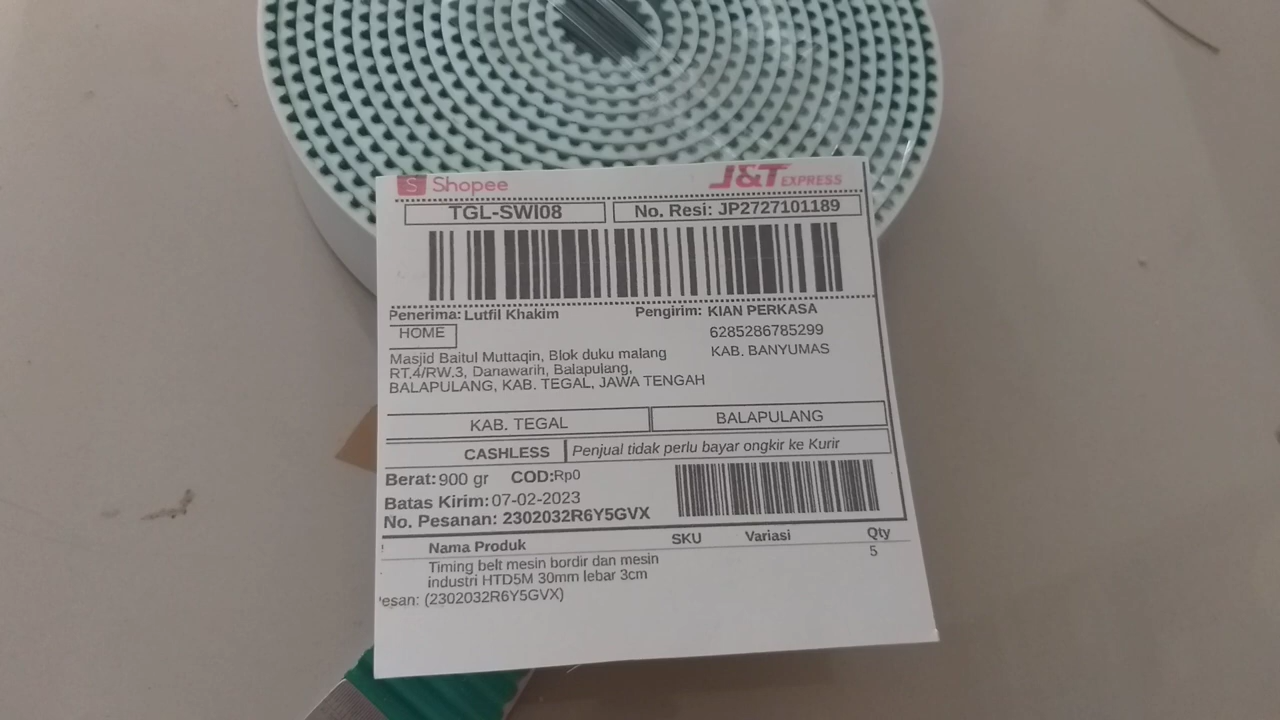 S Shopee
J&T EXPRESS
TGL-SWI08
No. Resi: JP2727101189
Penerima: Lutfil Khakim
Pengirim: KIAN PERKASA
HOME
6285286785299
KAB. BANYUMAS
Masjid Baitul Muttaqin, Blok duku malang
RT.4/RW.3, Danawarih, Balapulang,
BALAPULANG, KAB. TEGAL, JAWA TENGAH
KAB. TEGAL
BALAPULANG
CASHLESS
Penjual tidak perlu bayar ongkir ke Kurir
Berat: 900 gr COD:Rp0
Batas Kirim: 07-02-2023
No. Pesanan: 2302032R6Y5GVX
Nama Produk SKU Variasi Qty
Timing belt mesin bordir dan mesin 5
industri HTD5M 30mm lebar 3cm
esan: (2302032R6Y5GVX)